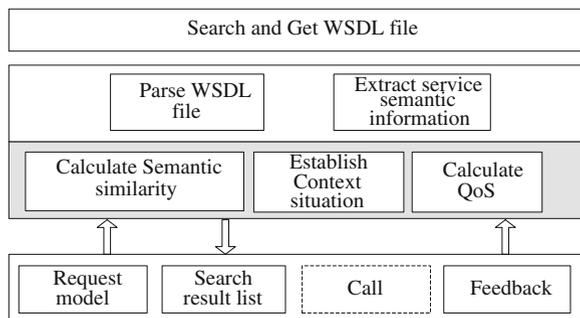 Search and Get WSDL file
Parse WSDL
file
Extract service
semantic
information
Calculate Semantic
similarity
Establish
Context
situation
Calculate
QoS
Request
model
Search
result list
Call
Feedback